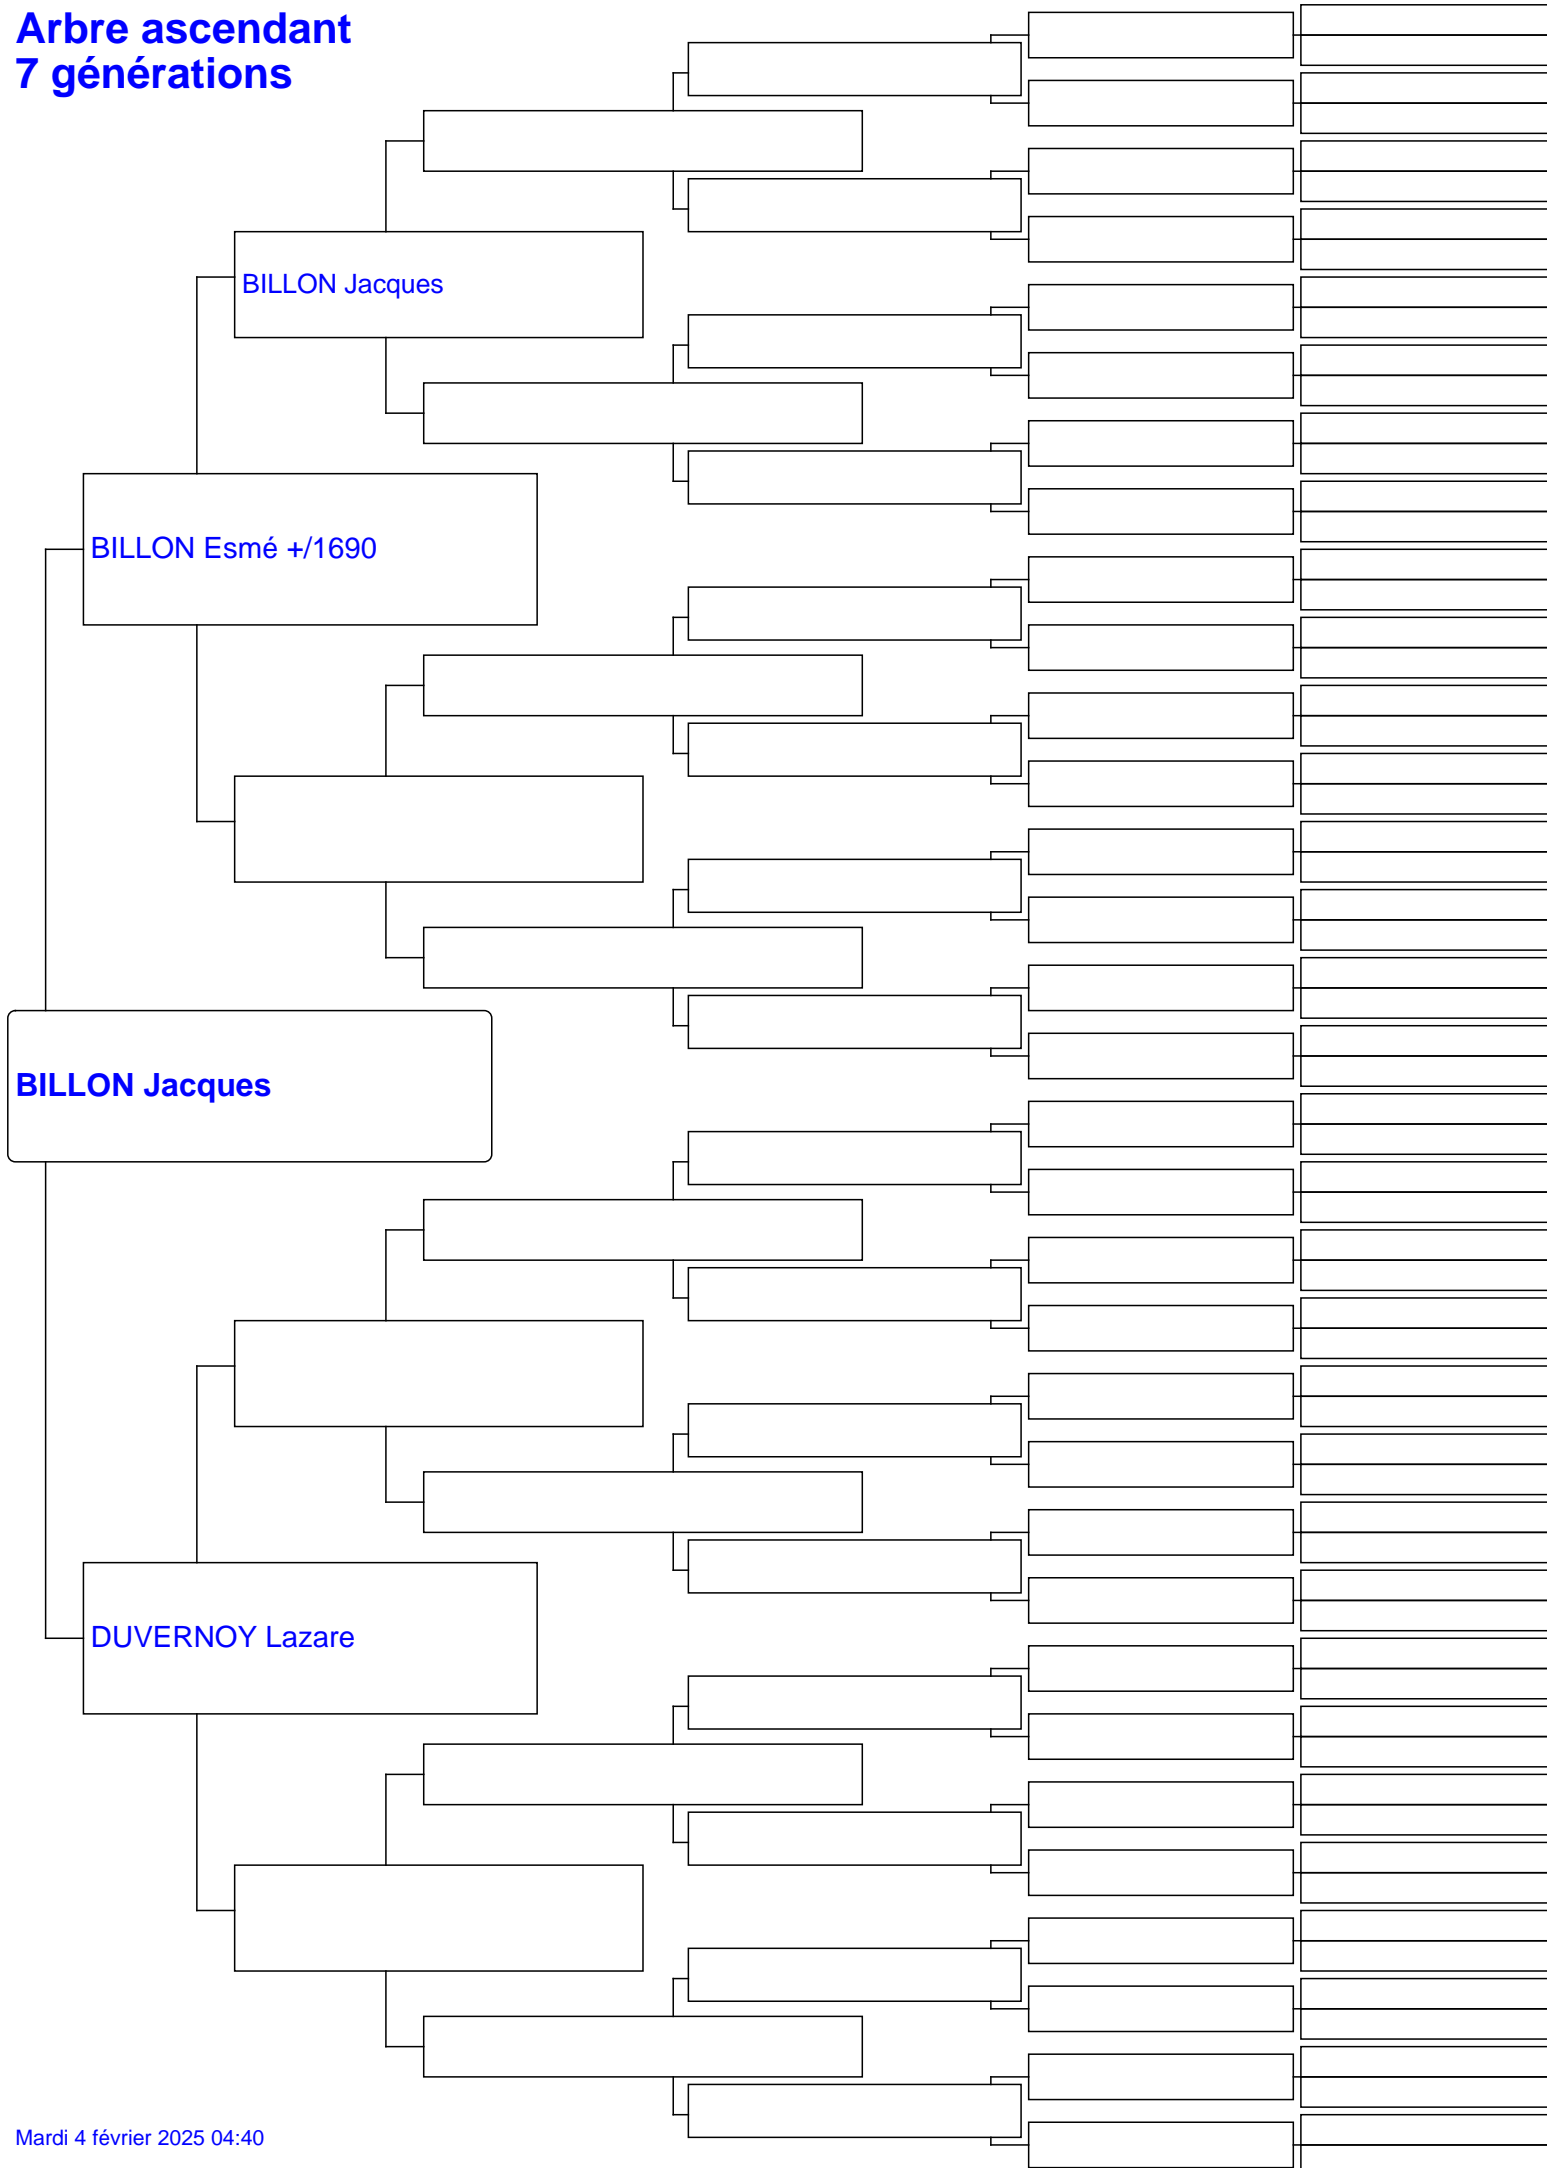 Arbre ascendant
7 générations
BILLON Jacques
BILLON Esmé +/1690
BILLON Jacques
DUVERNOY Lazare
Mardi 4 février 2025 04:40